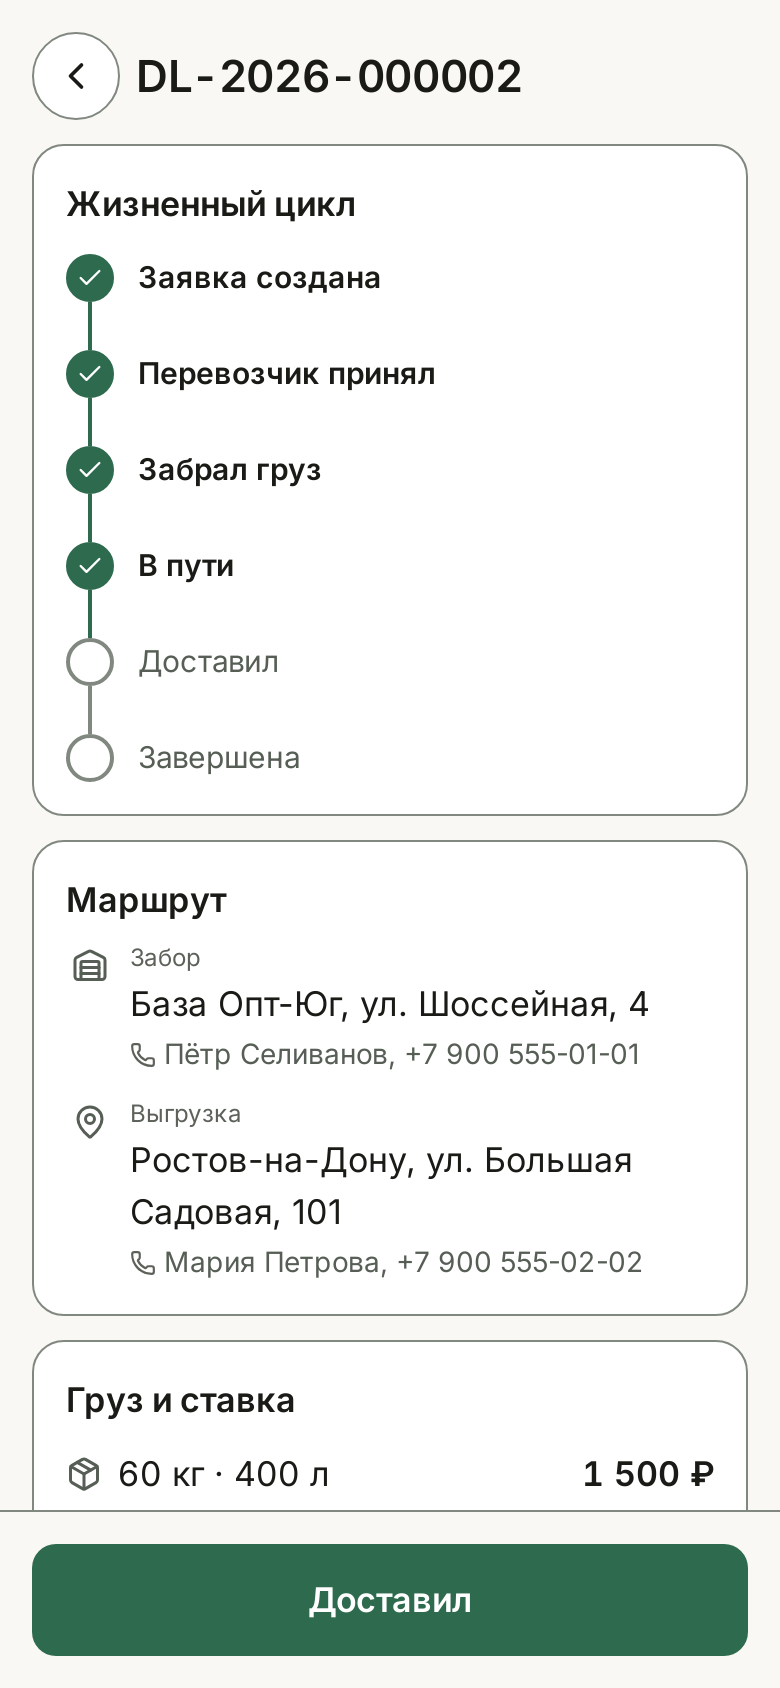 DL-2026-000002
Жизненный цикл
Заявка создана
Перевозчик принял
Забрал груз
В пути
Доставил
Завершена
Маршрут
Забор
База Опт-Юг, ул. Шоссейная, 4
Пётр Селиванов, +7 900 555-01-01
Выгрузка
Ростов-на-Дону, ул. Большая
Садовая, 101
Мария Петрова, +7 900 555-02-02
Груз и ставка
60 кг · 400 л 1 500 ₽
Доставил